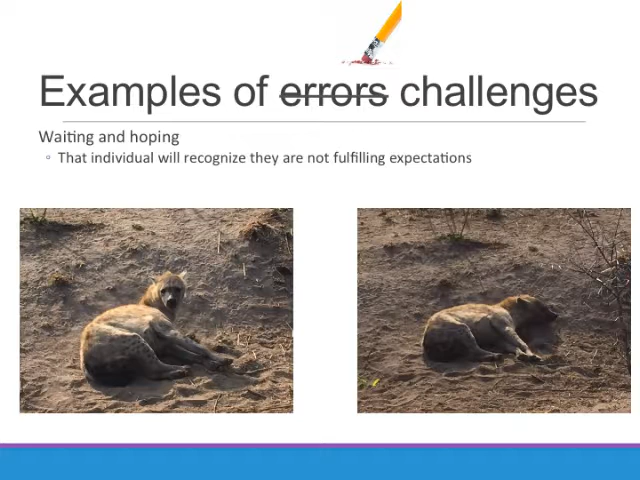 Examples of errors challenges
Waiting and hoping
◦ That individual will recognize they are not fulfilling expectations